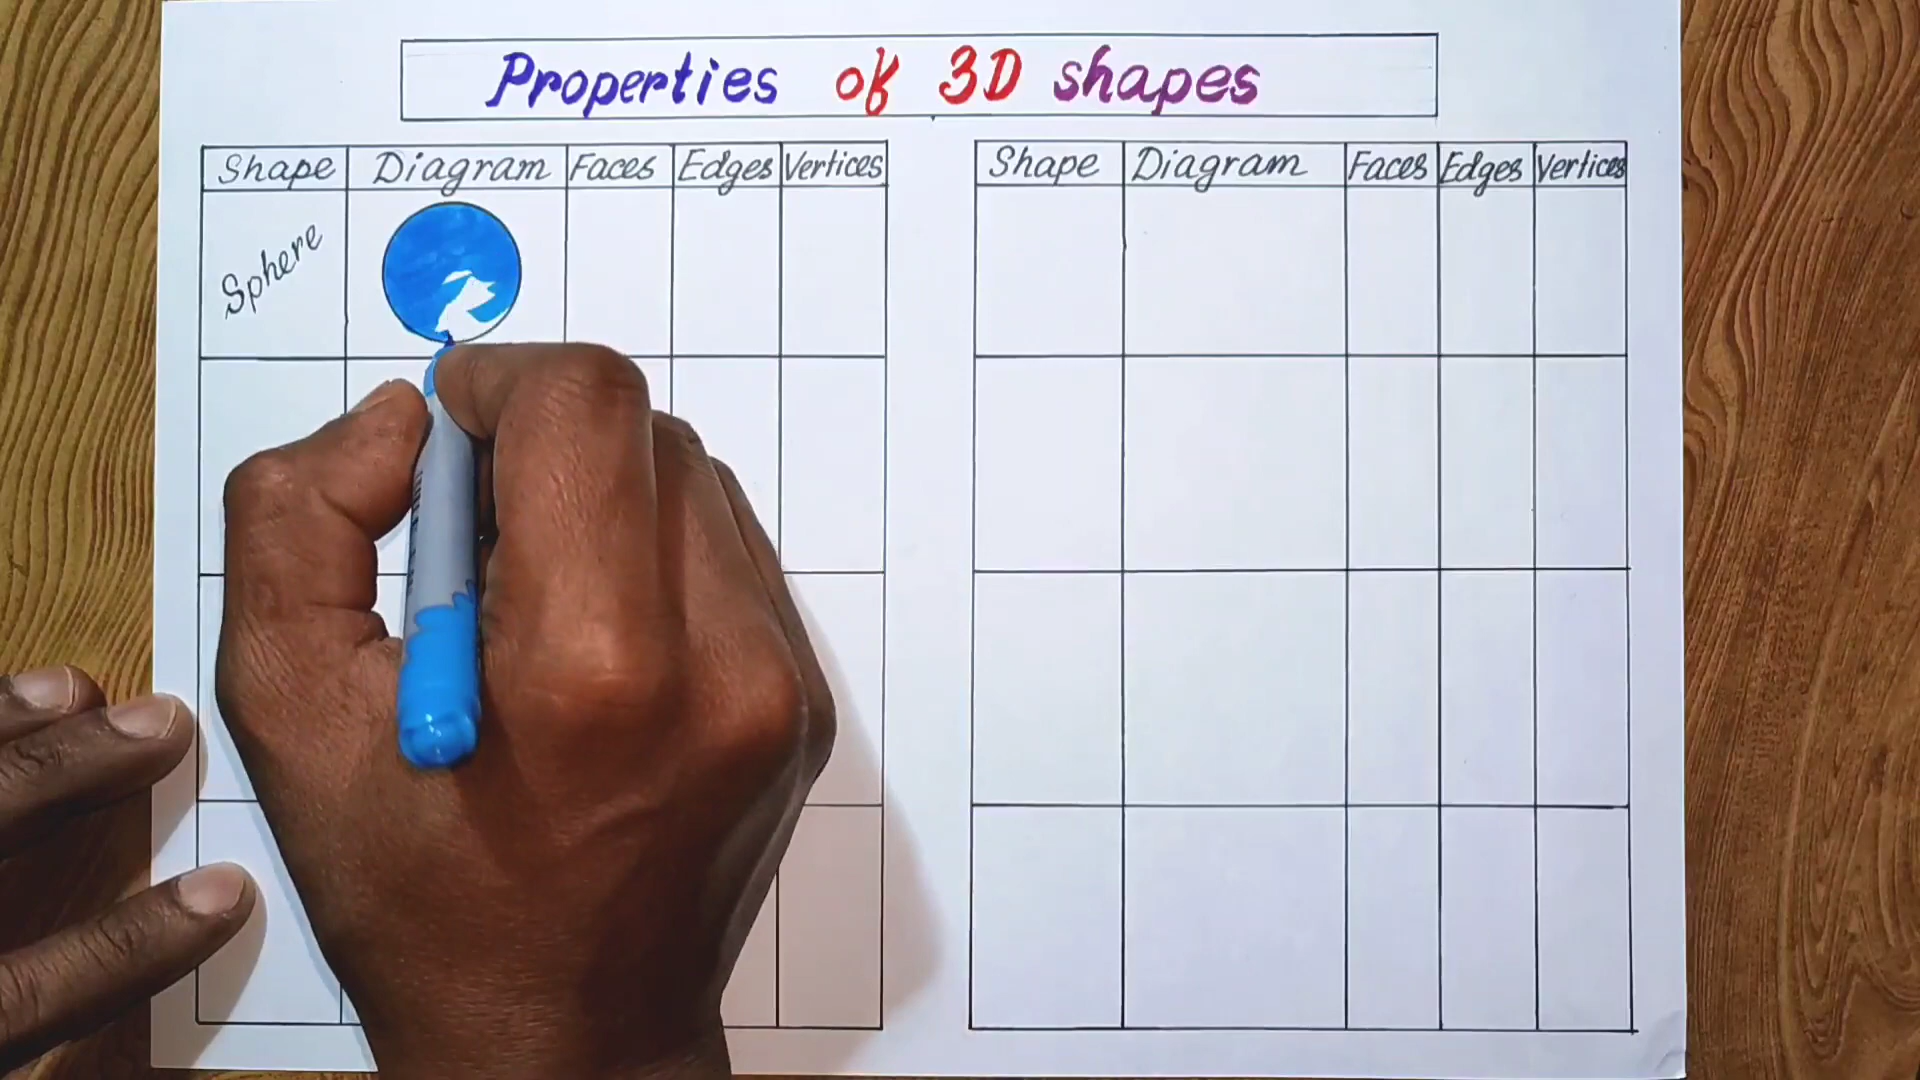 Properties of 3D shapes
Shape Diagram Faces Edges Vertices
Sphere
Shape Diagram Faces Edges Vertices